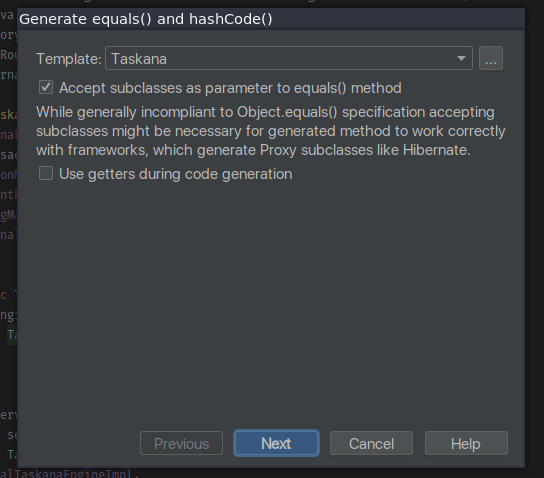 Generate equals() and hashCode()
Template: Taskana ...
Accept subclasses as parameter to equals() method
While generally incompliant to Object.equals() specification accepting
subclasses might be necessary for generated method to work correctly
with frameworks, which generate Proxy subclasses like Hibernate.
Use getters during code generation
Previous Next Cancel Help
alTaskanaEngineImpl.